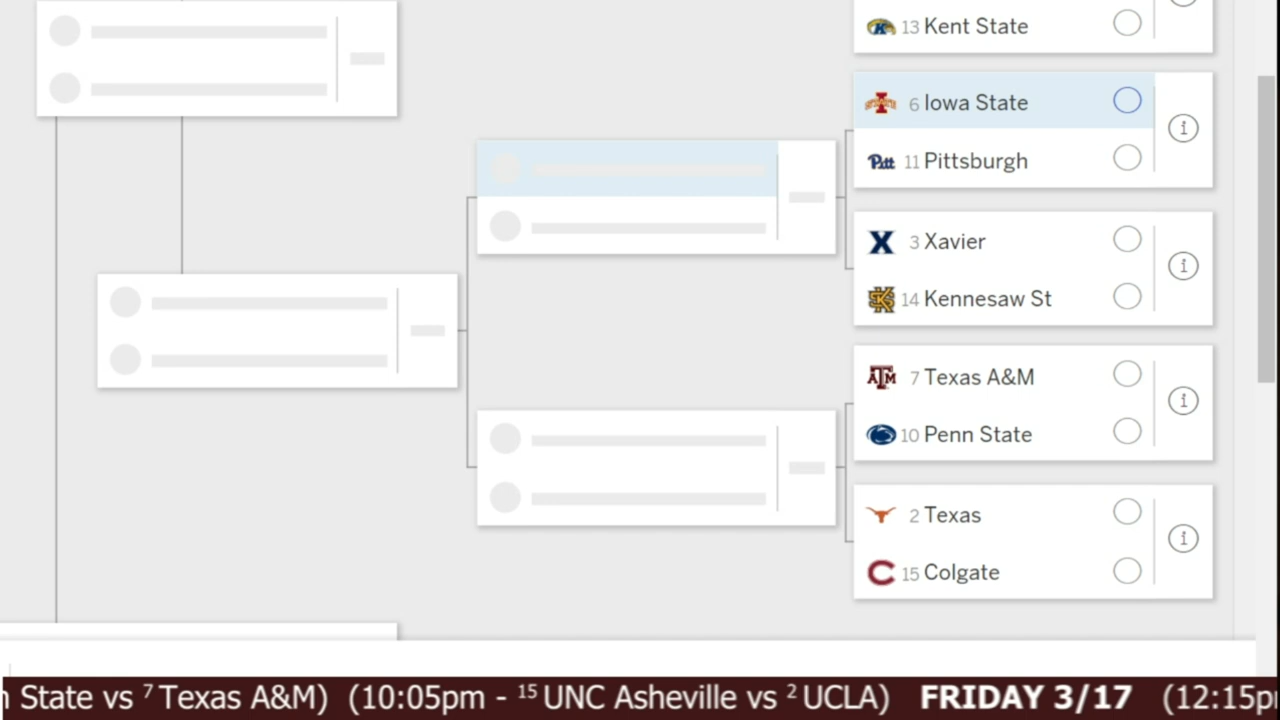 13 Kent State
6 Iowa State
11 Pittsburgh
3 Xavier
14 Kennesaw St
7 Texas A&M
10 Penn State
2 Texas
15 Colgate
State vs 7 Texas A&M) (10:05pm - 15 UNC Asheville vs 2 UCLA) FRIDAY 3/17 (12:15p